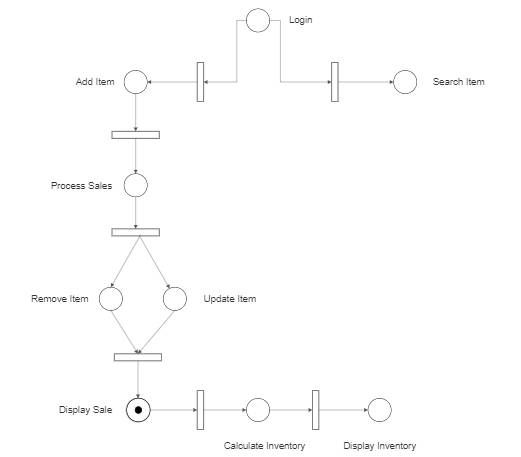 Login
Add Item
Search Item
Process Sales
Remove Item
Update Item
Display Sale
Calculate Inventory
Display Inventory